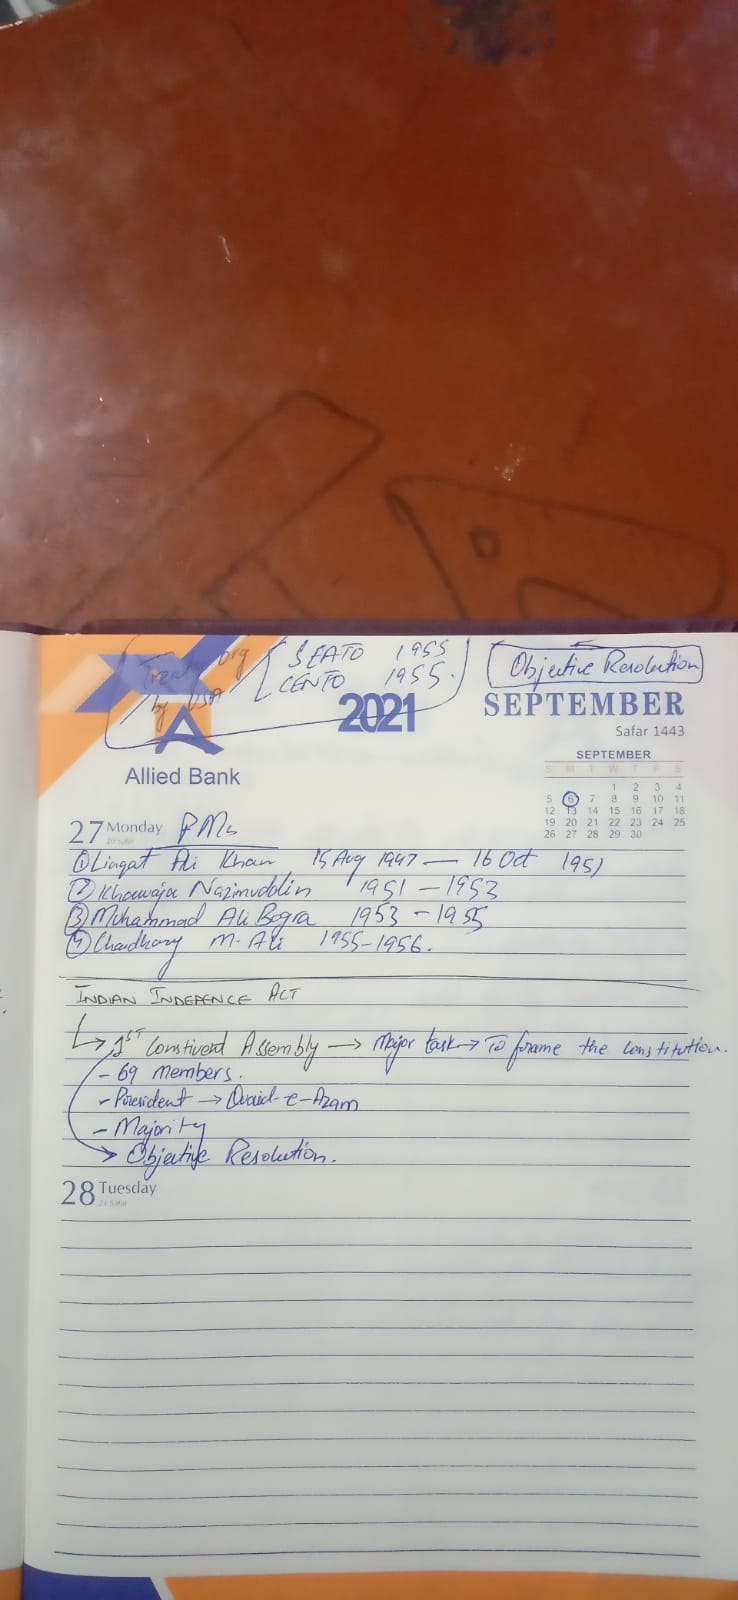 Treaty org
by USA
SEATO 1955
CENTO 1955.
Objective Resolution
2021
SEPTEMBER
Safar 1443
Allied Bank
SEPTEMBER
S M T W T F S
1 2 3 4
5 6 7 8 9 10 11
12 13 14 15 16 17 18
19 20 21 22 23 24 25
26 27 28 29 30
27 Monday PMs
① Liaqat Ali Khan 15 Aug 1947 — 16 Oct 1951
② Khawaja Nazimuddin 1951 – 1953
③ Muhammad Ali Bogra 1953 – 1955
④ Chaudhary M. Ali 1955–1956.
INDIAN INDEPENCE ACT
→ 1ST Constivent Assembly → Major task → To frame the constitution.
- 69 members.
- President → Quaid-e-Azam
- Majority
→ Objective Resolution.
28 Tuesday
21 Safar